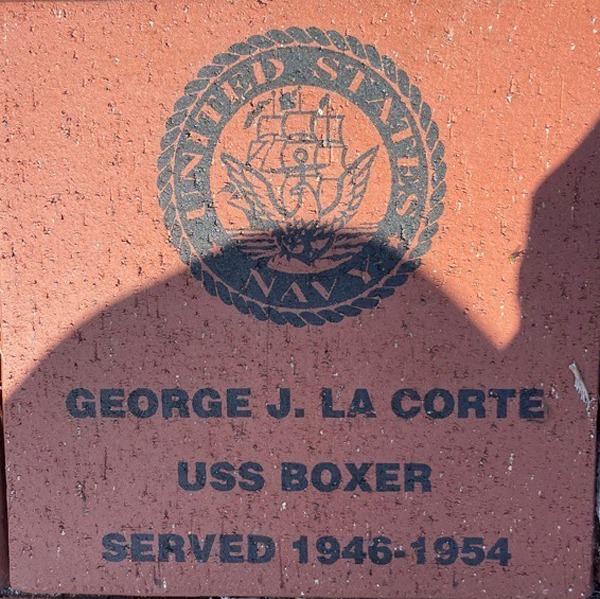 UNITED STATES
NAVY
GEORGE J. LA CORTE
USS BOXER
SERVED 1946-1954